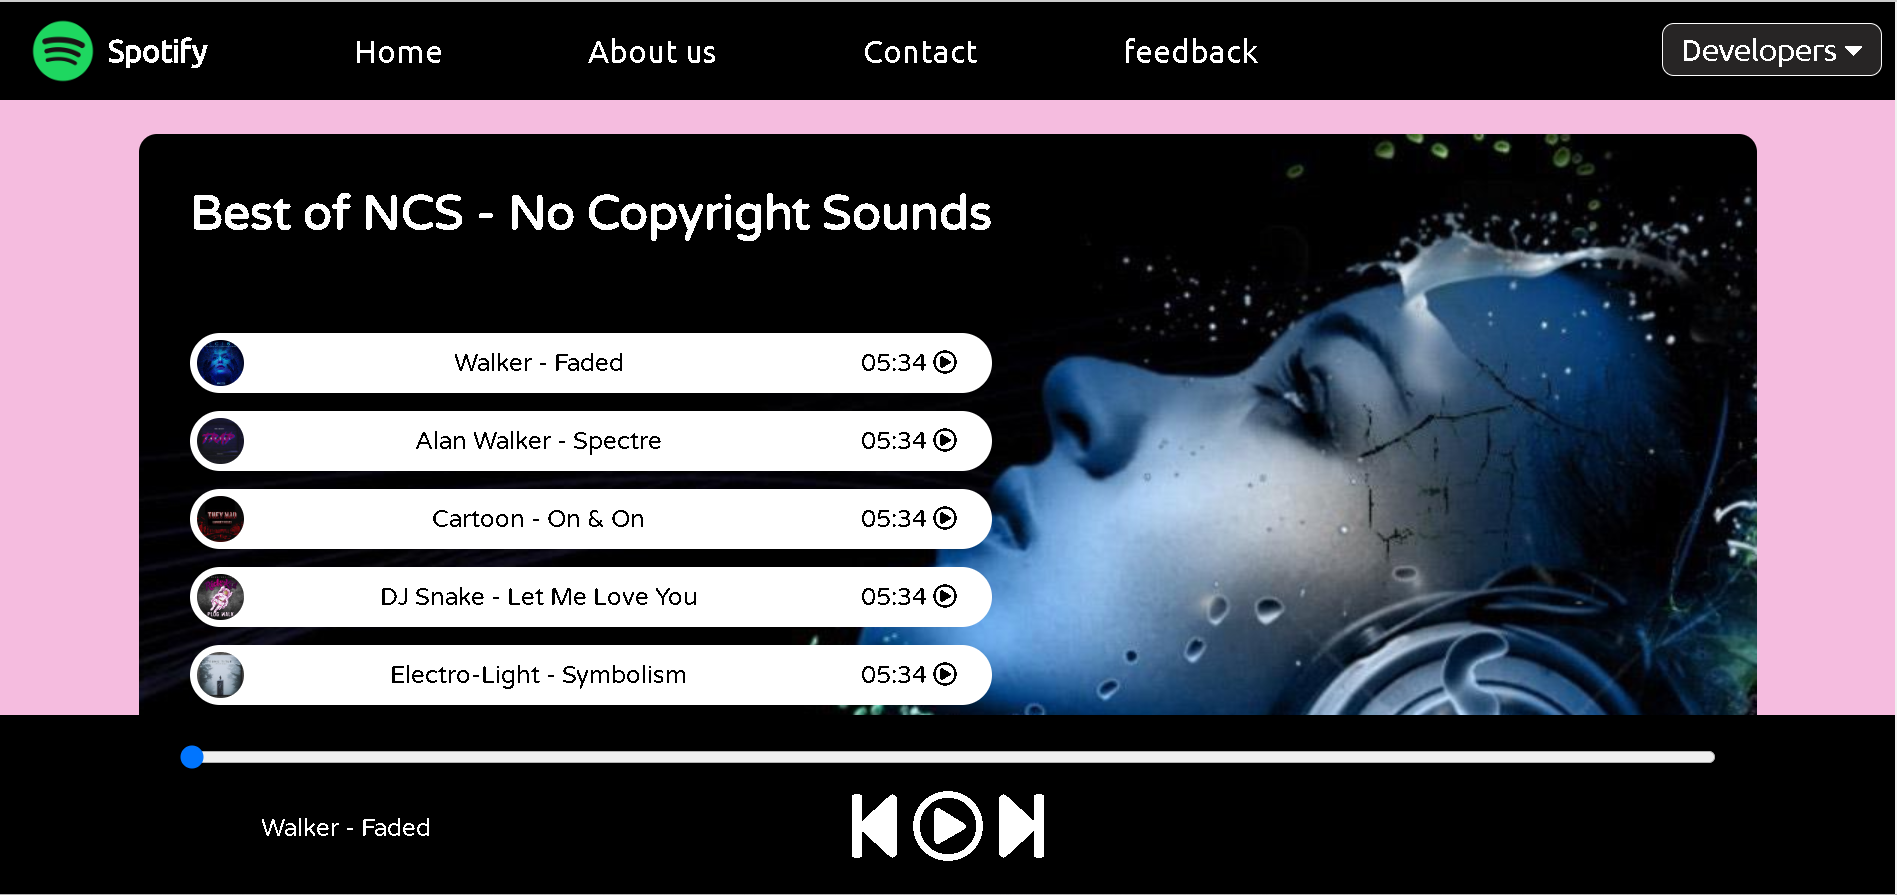 Spotify Home About us Contact feedback Developers
Best of NCS - No Copyright Sounds
Walker - Faded 05:34
Alan Walker - Spectre 05:34
Cartoon - On & On 05:34
DJ Snake - Let Me Love You 05:34
Electro-Light - Symbolism 05:34
Walker - Faded